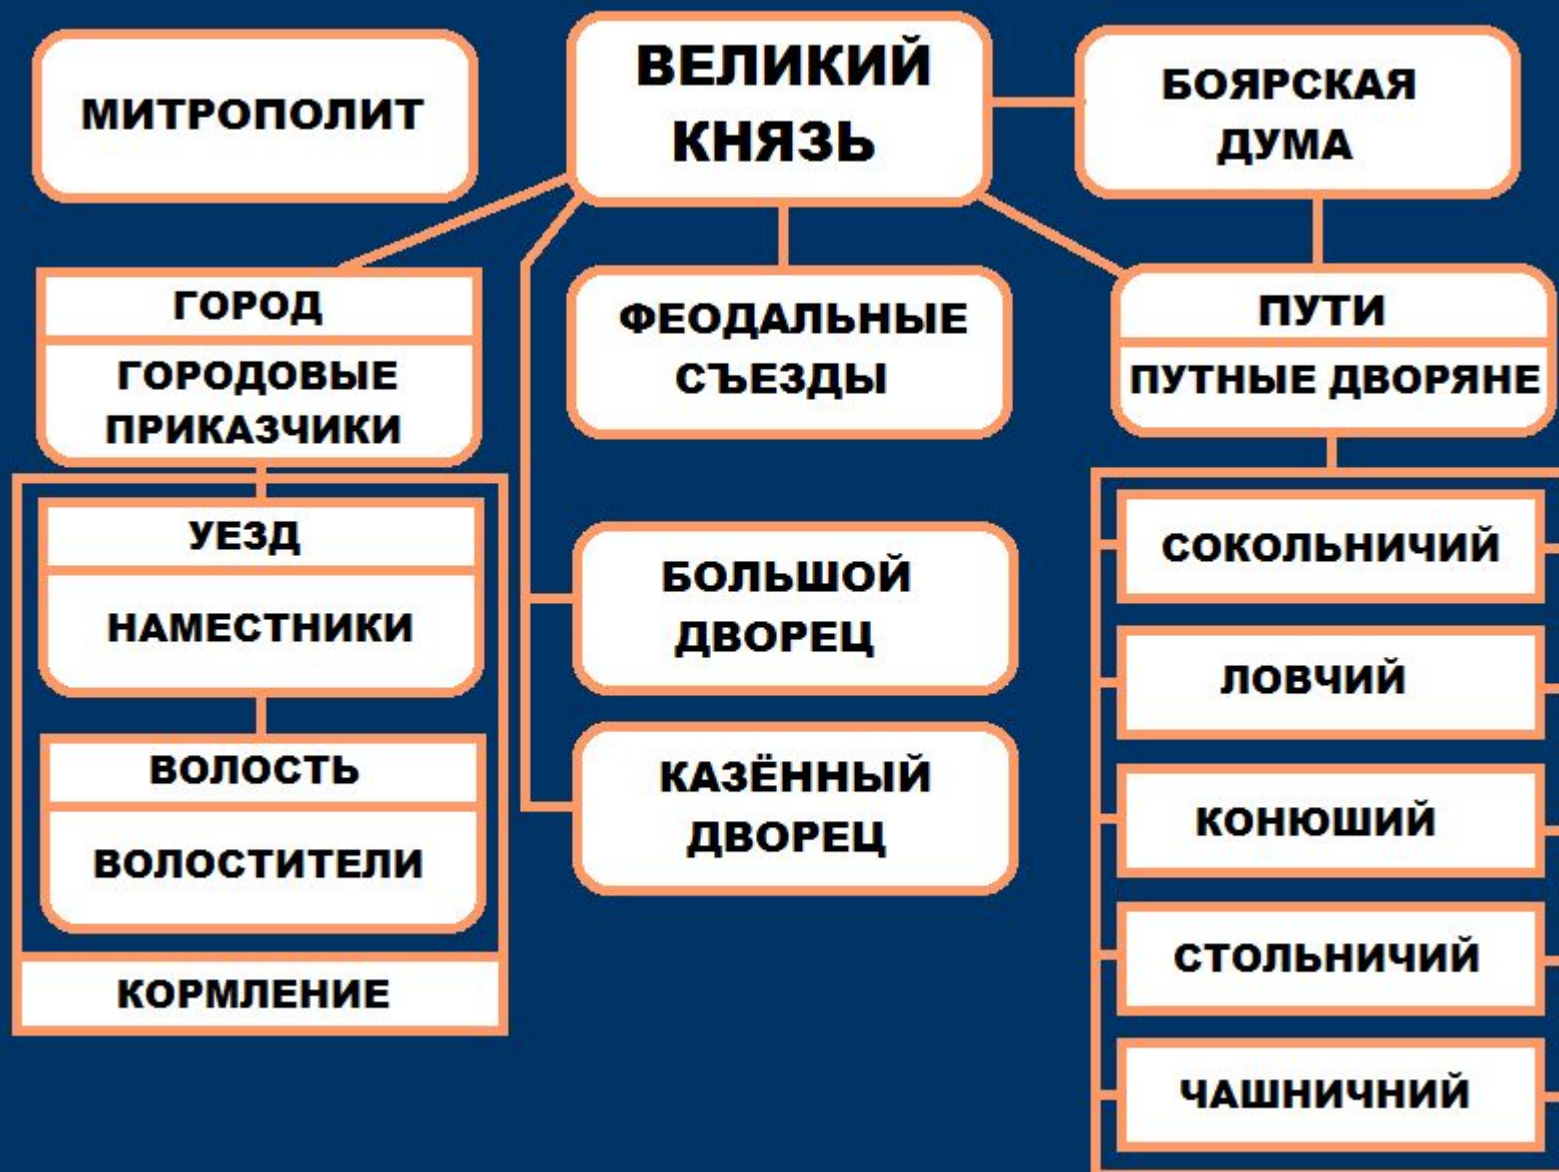 МИТРОПОЛИТ
ВЕЛИКИЙ
КНЯЗЬ
БОЯРСКАЯ
ДУМА
ГОРОД
ГОРОДОВЫЕ
ПРИКАЗЧИКИ
ФЕОДАЛЬНЫЕ
СЪЕЗДЫ
ПУТИ
ПУТНЫЕ ДВОРЯНЕ
УЕЗД
НАМЕСТНИКИ
ВОЛОСТЬ
ВОЛОСТИТЕЛИ
КОРМЛЕНИЕ
БОЛЬШОЙ
ДВОРЕЦ
КАЗЁННЫЙ
ДВОРЕЦ
СОКОЛЬНИЧИЙ
ЛОВЧИЙ
КОНЮШИЙ
СТОЛЬНИЧИЙ
ЧАШНИЧНИЙ